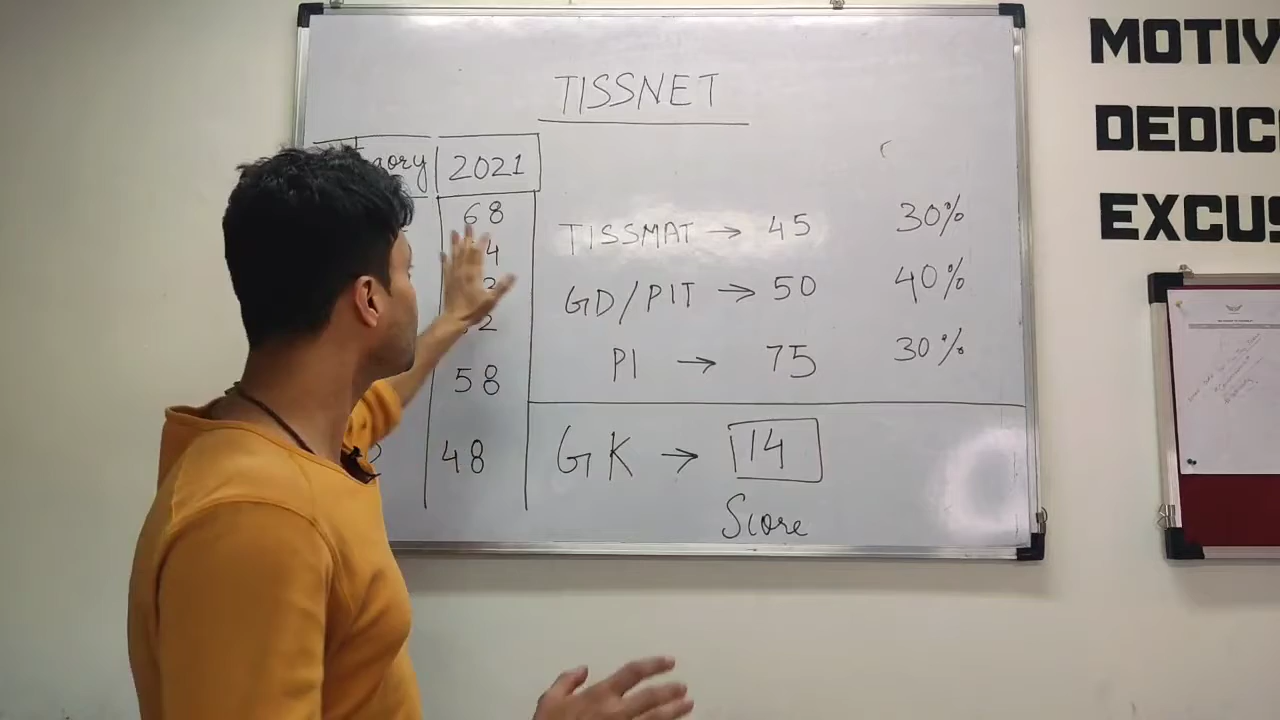 TISSNET
2021
68
58
48
TISSMAT → 45 30%
GD/PIT → 50 40%
PI → 75 30%
GK → 14
Score
MOTIV
DEDIC
EXCUS